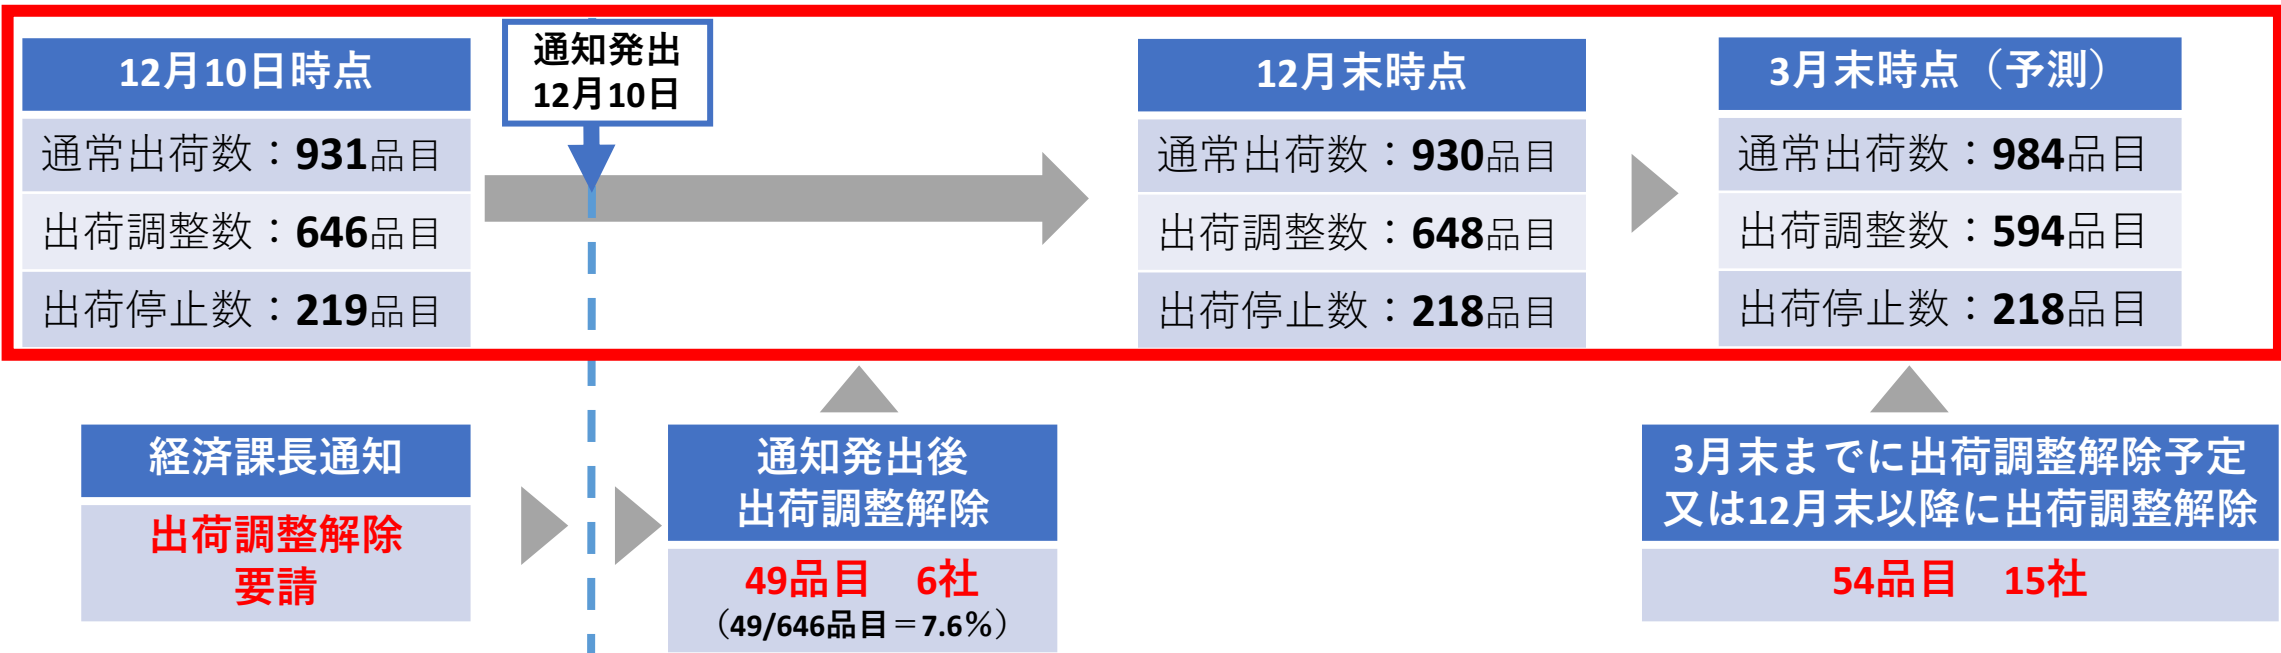 12月10日時点
通常出荷数：931品目
出荷調整数：646品目
出荷停止数：219品目
通知発出
12月10日
12月末時点
通常出荷数：930品目
出荷調整数：648品目
出荷停止数：218品目
3月末時点（予測）
通常出荷数：984品目
出荷調整数：594品目
出荷停止数：218品目
経済課長通知
出荷調整解除
要請
通知発出後
出荷調整解除
49品目　6社
（49/646品目＝7.6％）
3月末までに出荷調整解除予定
又は12月末以降に出荷調整解除
54品目　15社